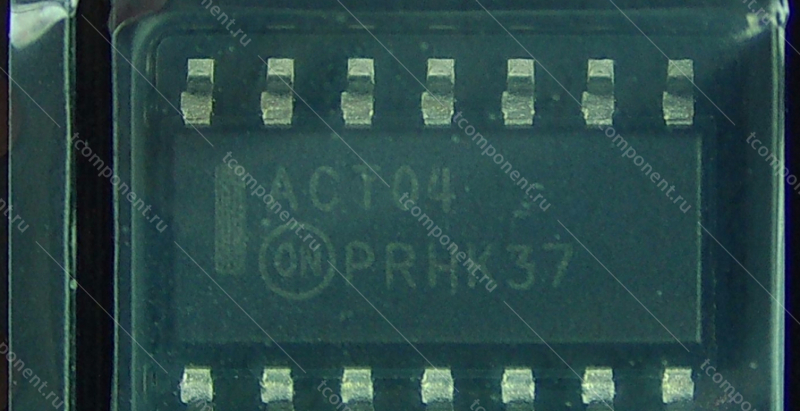 ACT04 G
ON PRHK37
tcomponent.ru